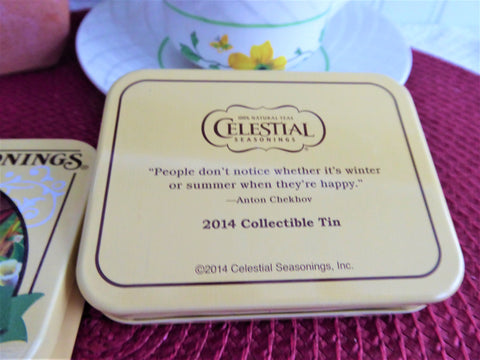 100% NATURAL TEAS
CELESTIAL
SEASONINGS®
"People don't notice whether it's winter
or summer when they're happy."
—Anton Chekhov
2014 Collectible Tin
©2014 Celestial Seasonings, Inc.
SONINGS®